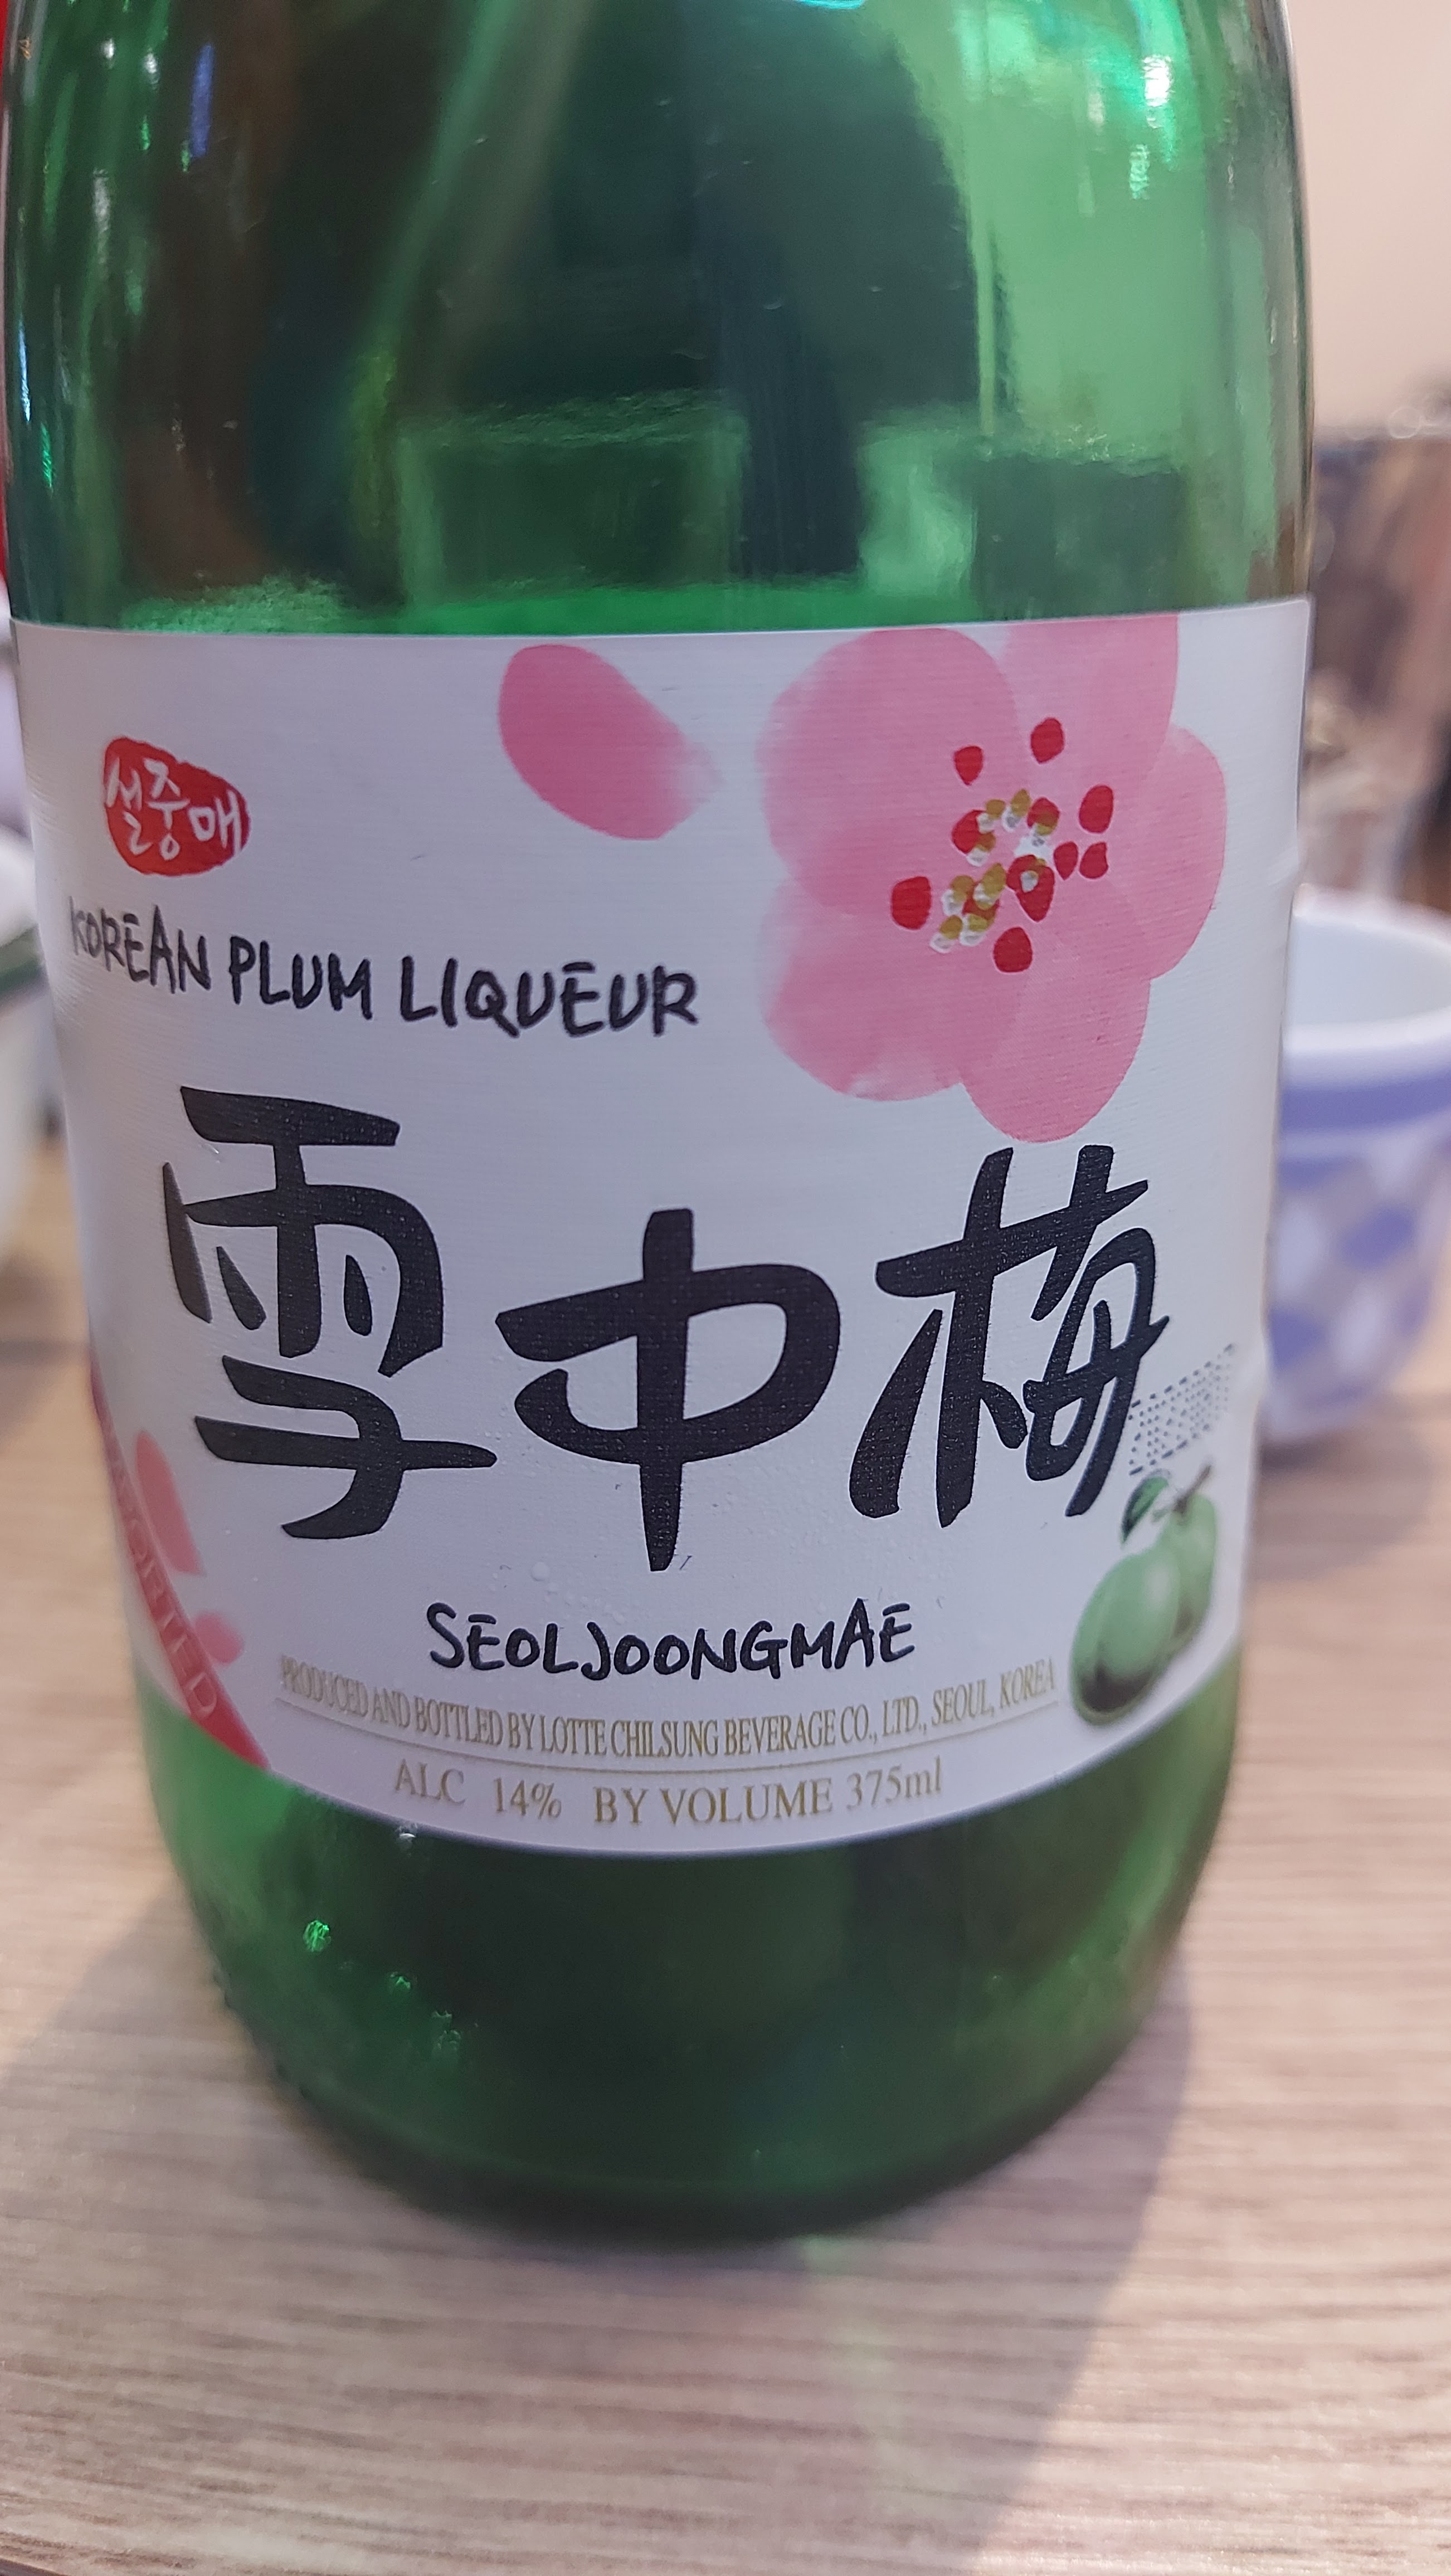 설중매
KOREAN PLUM LIQUEUR
雪中梅
SEOLJOONGMAE
PRODUCED AND BOTTLED BY LOTTE CHILSUNG BEVERAGE CO., LTD., SEOUL, KOREA
ALC 14% BY VOLUME 375ml